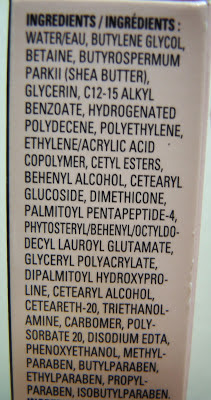 INGREDIENTS / INGRÉDIENTS :
WATER/EAU, BUTYLENE GLYCOL,
BETAINE, BUTYROSPERMUM
PARKII (SHEA BUTTER),
GLYCERIN, C12-15 ALKYL
BENZOATE, HYDROGENATED
POLYDECENE, POLYETHYLENE,
ETHYLENE/ACRYLIC ACID
COPOLYMER, CETYL ESTERS,
BEHENYL ALCOHOL, CETEARYL
GLUCOSIDE, DIMETHICONE,
PALMITOYL PENTAPEPTIDE-4,
PHYTOSTERYL/BEHENYL/OCTYLDO-
DECYL LAUROYL GLUTAMATE,
GLYCERYL POLYACRYLATE,
DIPALMITOYL HYDROXYPRO-
LINE, CETEARYL ALCOHOL,
CETEARETH-20, TRIETHANOL-
AMINE, CARBOMER, POLY-
SORBATE 20, DISODIUM EDTA,
PHENOXYETHANOL, METHYL-
PARABEN, BUTYLPARABEN,
ETHYLPARABEN, PROPYL-
PARABEN, ISOBUTYLPARABEN.